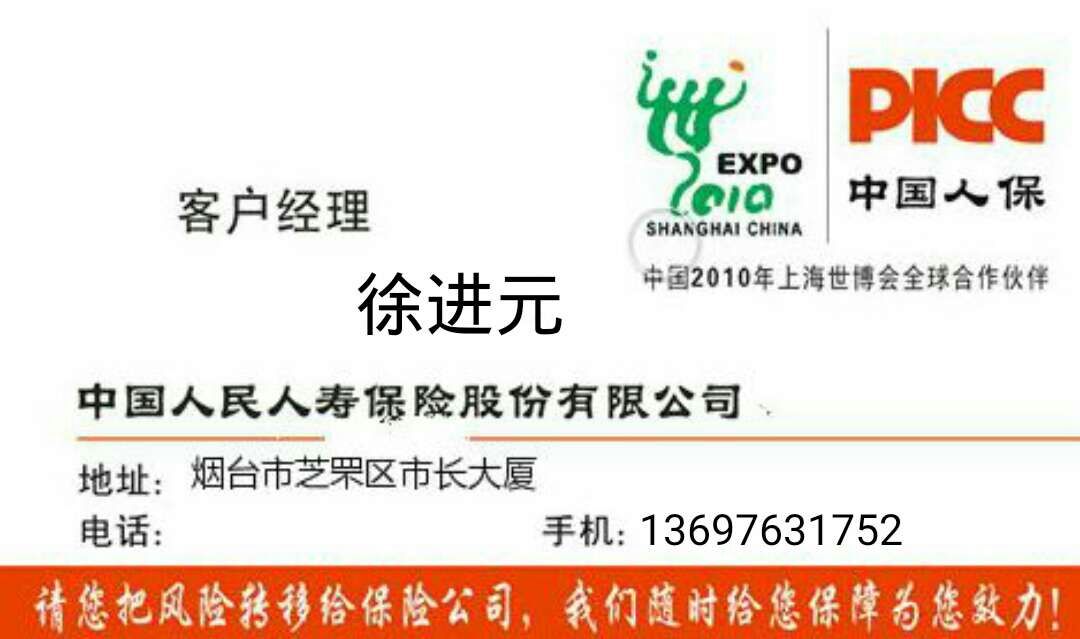 EXPO
2010
SHANGHAI CHINA
PICC
中国人保
中国2010年上海世博会全球合作伙伴
客户经理
徐进元
中国人民人寿保险股份有限公司
地址: 烟台市芝罘区市长大厦
电话:
手机: 13697631752
请您把风险转移给保险公司，我们随时给您保障为您效力!